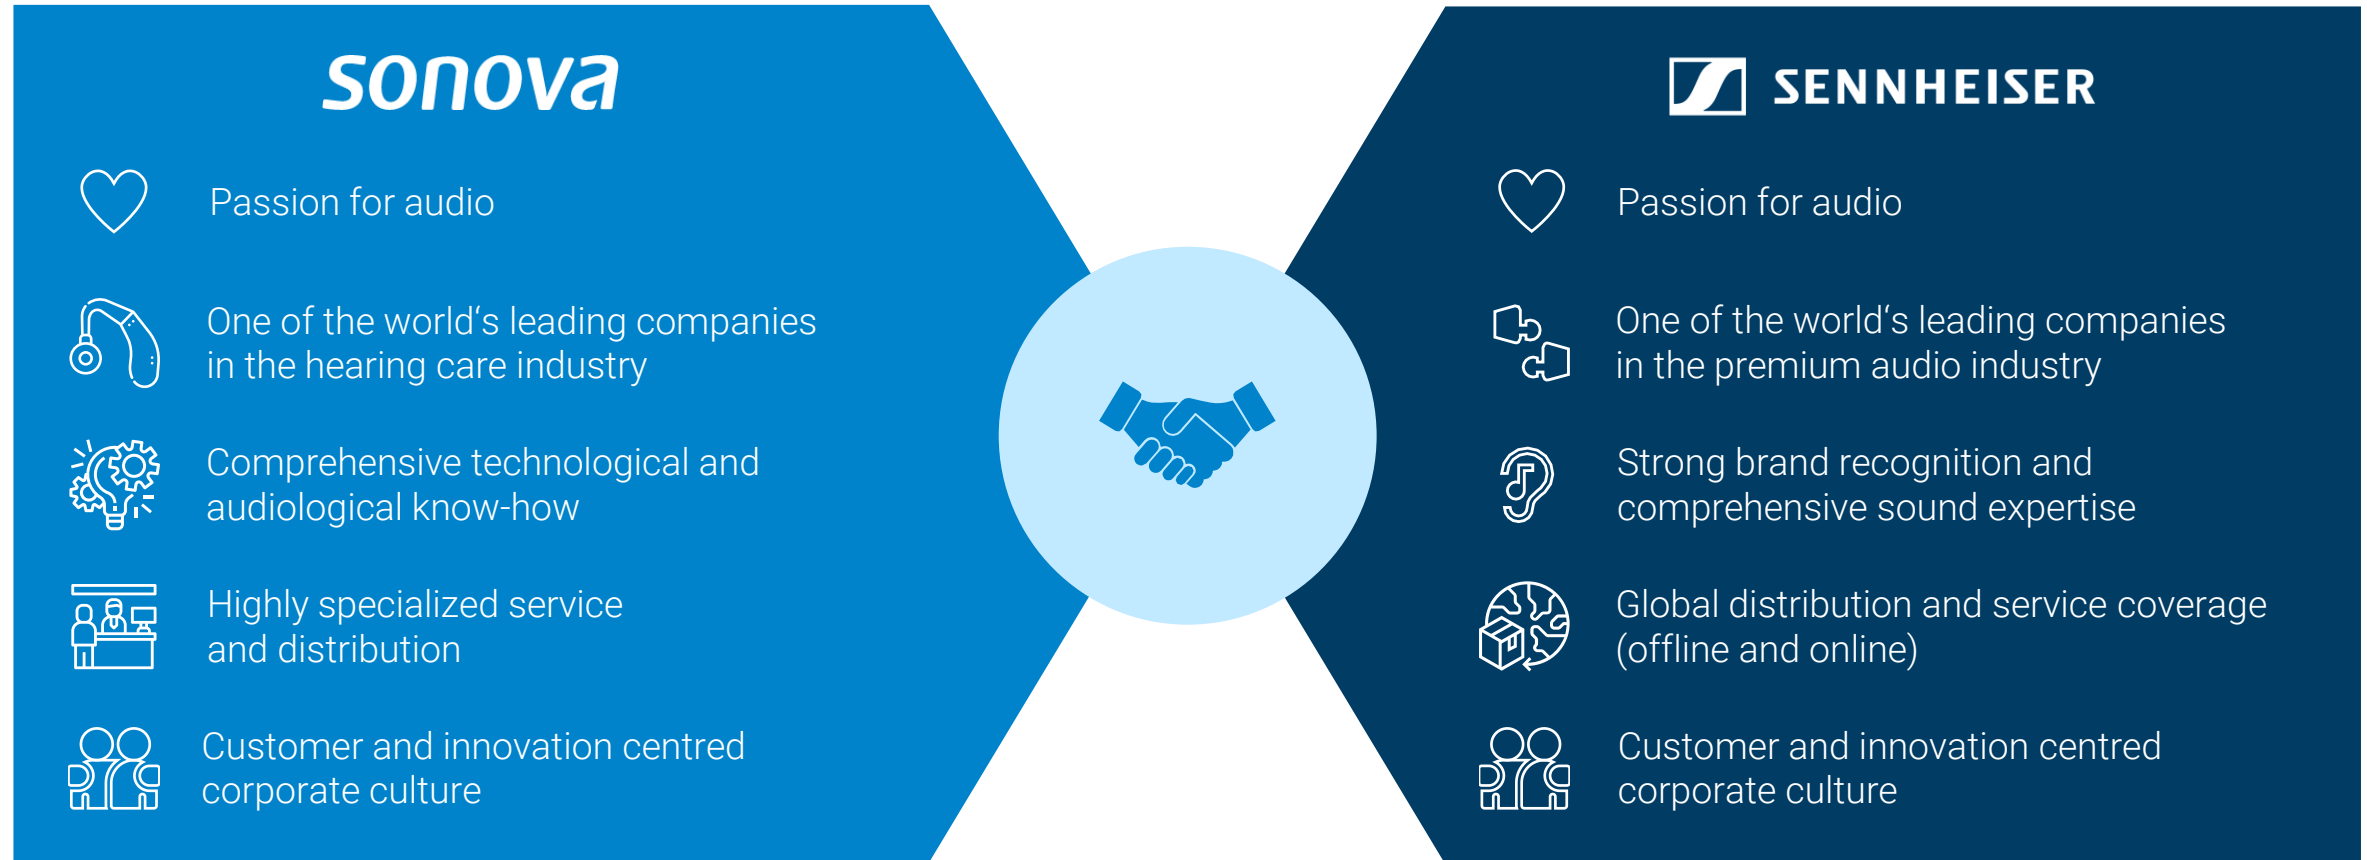 sonova
Passion for audio
One of the world‘s leading companies
in the hearing care industry
Comprehensive technological and
audiological know-how
Highly specialized service
and distribution
Customer and innovation centred
corporate culture
SENNHEISER
Passion for audio
One of the world‘s leading companies
in the premium audio industry
Strong brand recognition and
comprehensive sound expertise
Global distribution and service coverage
(offline and online)
Customer and innovation centred
corporate culture